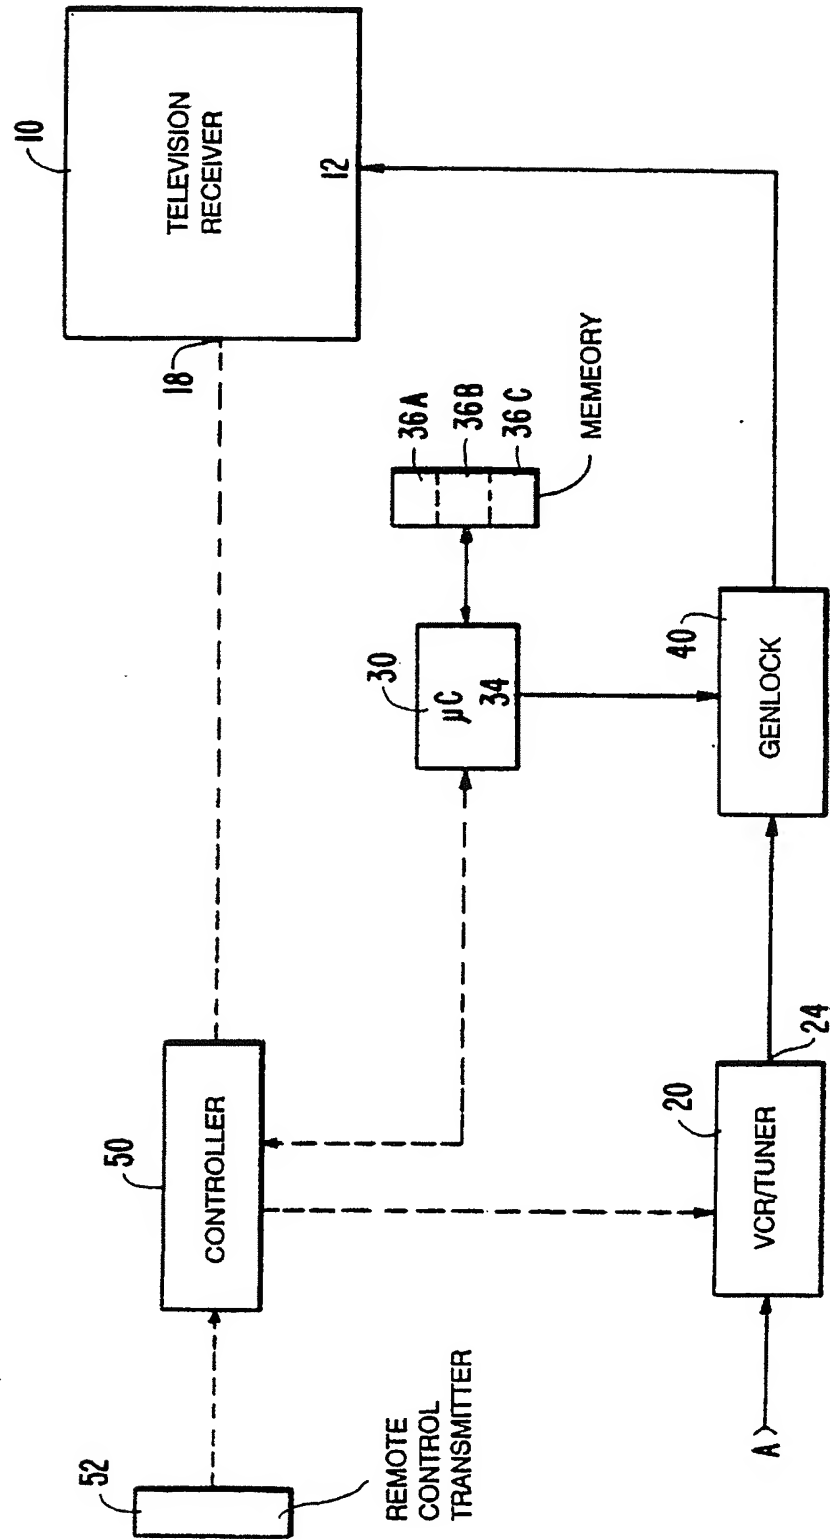 10
TELEVISION
RECEIVER
12
18
36A
36B
36C
MEMEORY
30
µC
34
40
GENLOCK
50
CONTROLLER
20
VCR/TUNER
24
52
REMOTE
CONTROL
TRANSMITTER
A